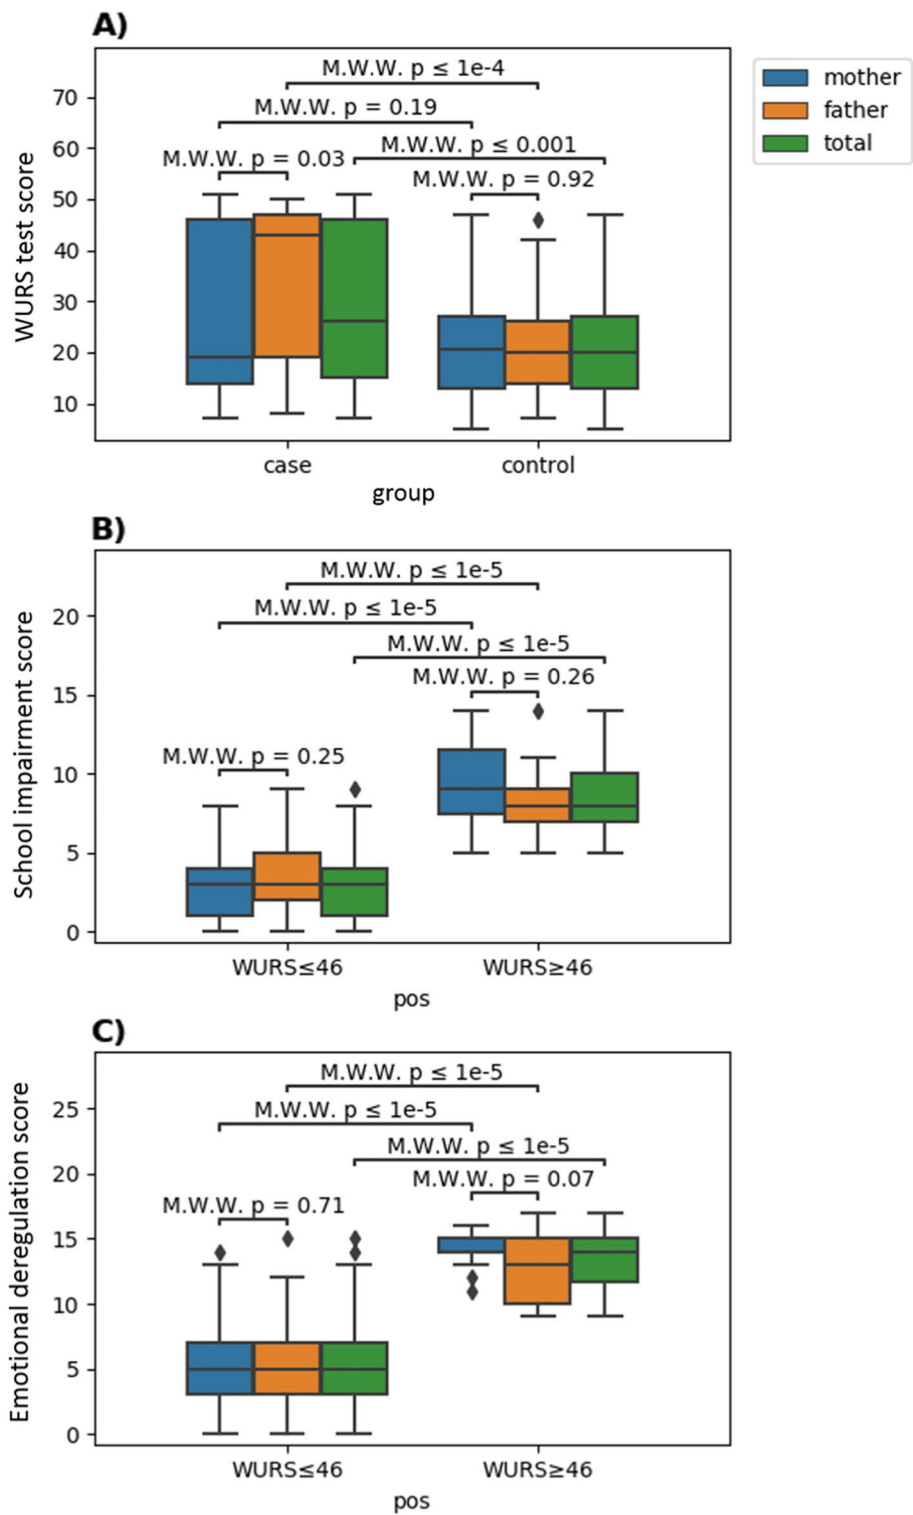 A)
mother
father
total
M.W.W. p ≤ 1e-4
M.W.W. p = 0.19
M.W.W. p ≤ 0.001
M.W.W. p = 0.03
M.W.W. p = 0.92
WURS test score
70
60
50
40
30
20
10
case
control
group
B)
M.W.W. p ≤ 1e-5
M.W.W. p ≤ 1e-5
M.W.W. p ≤ 1e-5
M.W.W. p = 0.26
M.W.W. p = 0.25
School impairment score
20
15
10
5
0
WURS≤46
WURS≥46
pos
C)
M.W.W. p ≤ 1e-5
M.W.W. p ≤ 1e-5
M.W.W. p ≤ 1e-5
M.W.W. p = 0.07
M.W.W. p = 0.71
Emotional deregulation score
25
20
15
10
5
0
WURS≤46
WURS≥46
pos